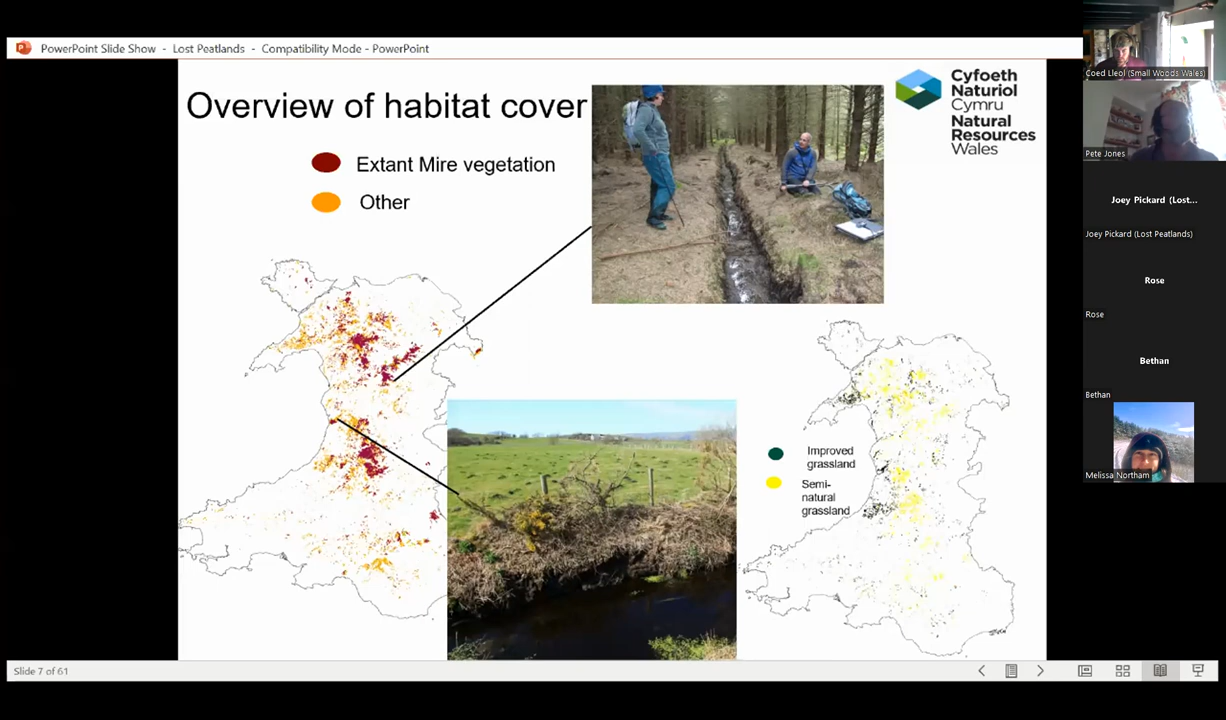 PowerPoint Slide Show - Lost Peatlands - Compatibility Mode - PowerPoint
Overview of habitat cover
Extant Mire vegetation
Other
Cyfoeth
Naturiol
Cymru
Natural
Resources
Wales
Improved
grassland
Semi-
natural
grassland
Slide 7 of 61
Coed Lleol (Small Woods Wales)
Pete Jones
Joey Pickard (Lost...
Joey Pickard (Lost Peatlands)
Rose
Rose
Bethan
Bethan
Melissa Northam